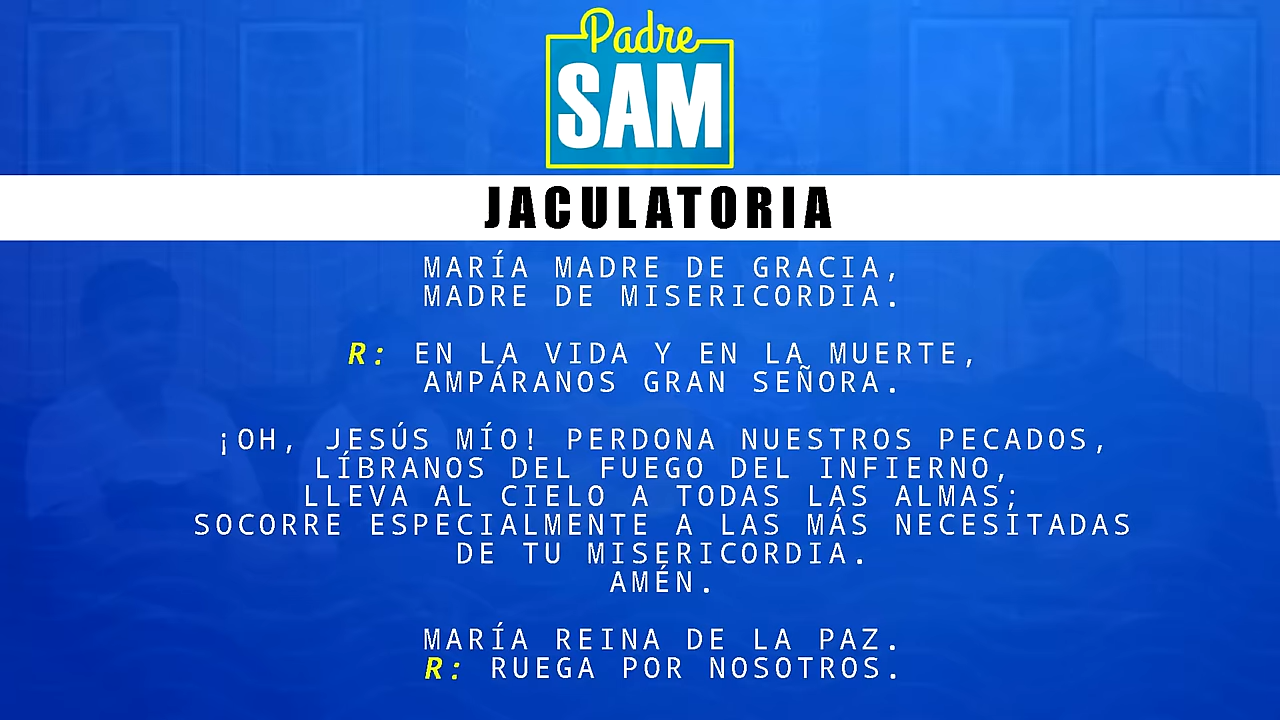 Padre
SAM
JACULATORIA
MARÍA MADRE DE GRACIA,
MADRE DE MISERICORDIA.
R: EN LA VIDA Y EN LA MUERTE,
AMPÁRANOS GRAN SEÑORA.
¡OH, JESÚS MÍO! PERDONA NUESTROS PECADOS,
LÍBRANOS DEL FUEGO DEL INFIERNO,
LLEVA AL CIELO A TODAS LAS ALMAS;
SOCORRE ESPECIALMENTE A LAS MÁS NECESITADAS
DE TU MISERICORDIA.
AMÉN.
MARÍA REINA DE LA PAZ.
R: RUEGA POR NOSOTROS.